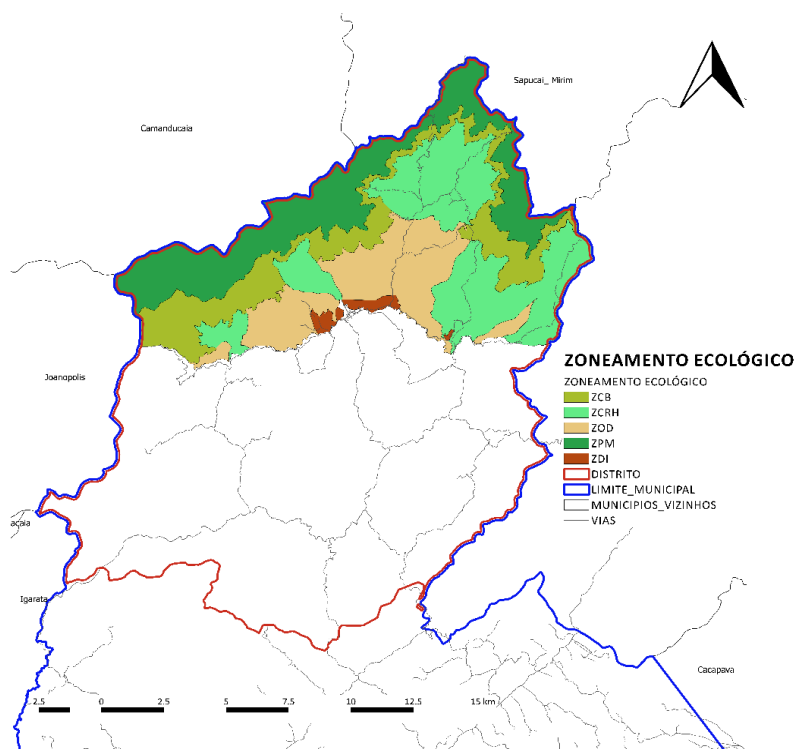 Sapucai_ Mirim
Camanducaia
Joanopolis
ZONEAMENTO ECOLÓGICO
ZONEAMENTO ECOLÓGICO
ZCB
ZCRH
ZOD
ZPM
ZDI
DISTRITO
LIMITE_MUNICIPAL
MUNICIPIOS_VIZINHOS
VIAS
acaia
Igarata
Cacapava
2.5 0 2.5 5 7.5 10 12.5 15 km